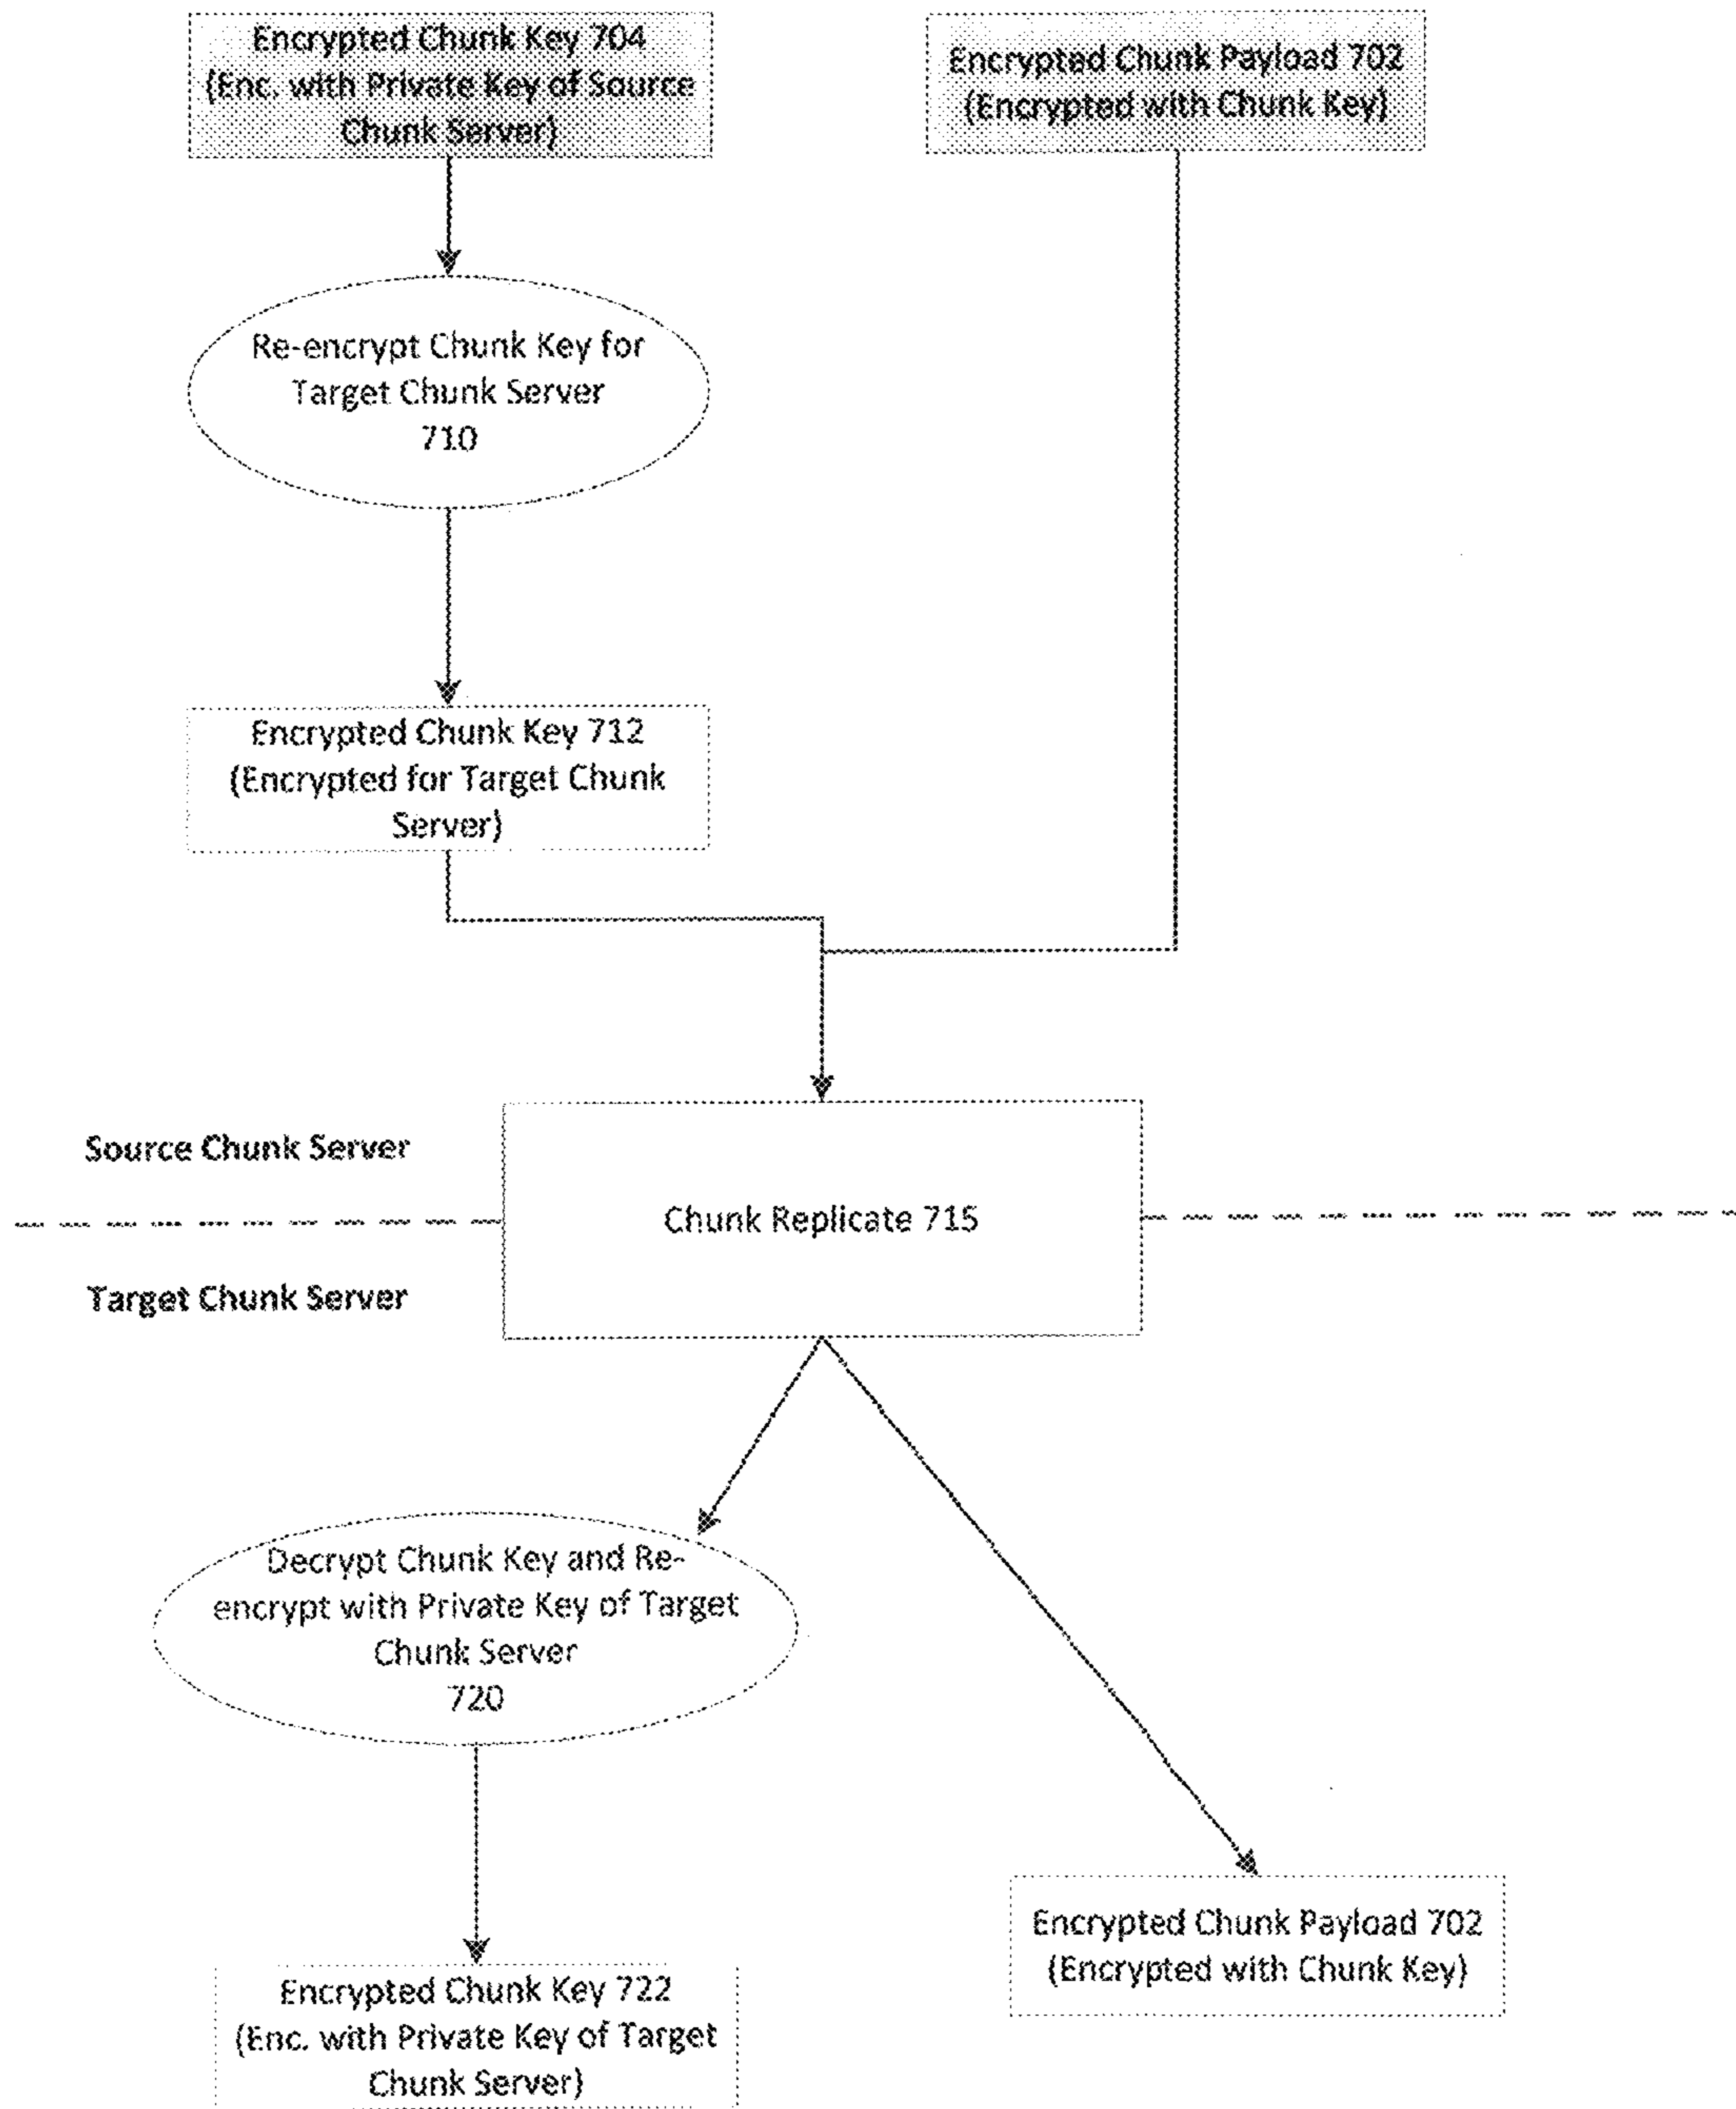 Encrypted Chunk Key 704
(Enc. with Private Key of Source
Chunk Server)
Encrypted Chunk Payload 702
(Encrypted with Chunk Key)
Re-encrypt Chunk Key for
Target Chunk Server
710
Encrypted Chunk Key 712
(Encrypted for Target Chunk
Server)
Source Chunk Server
Chunk Replicate 715
Target Chunk Server
Decrypt Chunk Key and Re-
encrypt with Private Key of Target
Chunk Server
720
Encrypted Chunk Payload 702
(Encrypted with Chunk Key)
Encrypted Chunk Key 722
(Enc. with Private Key of Target
Chunk Server)